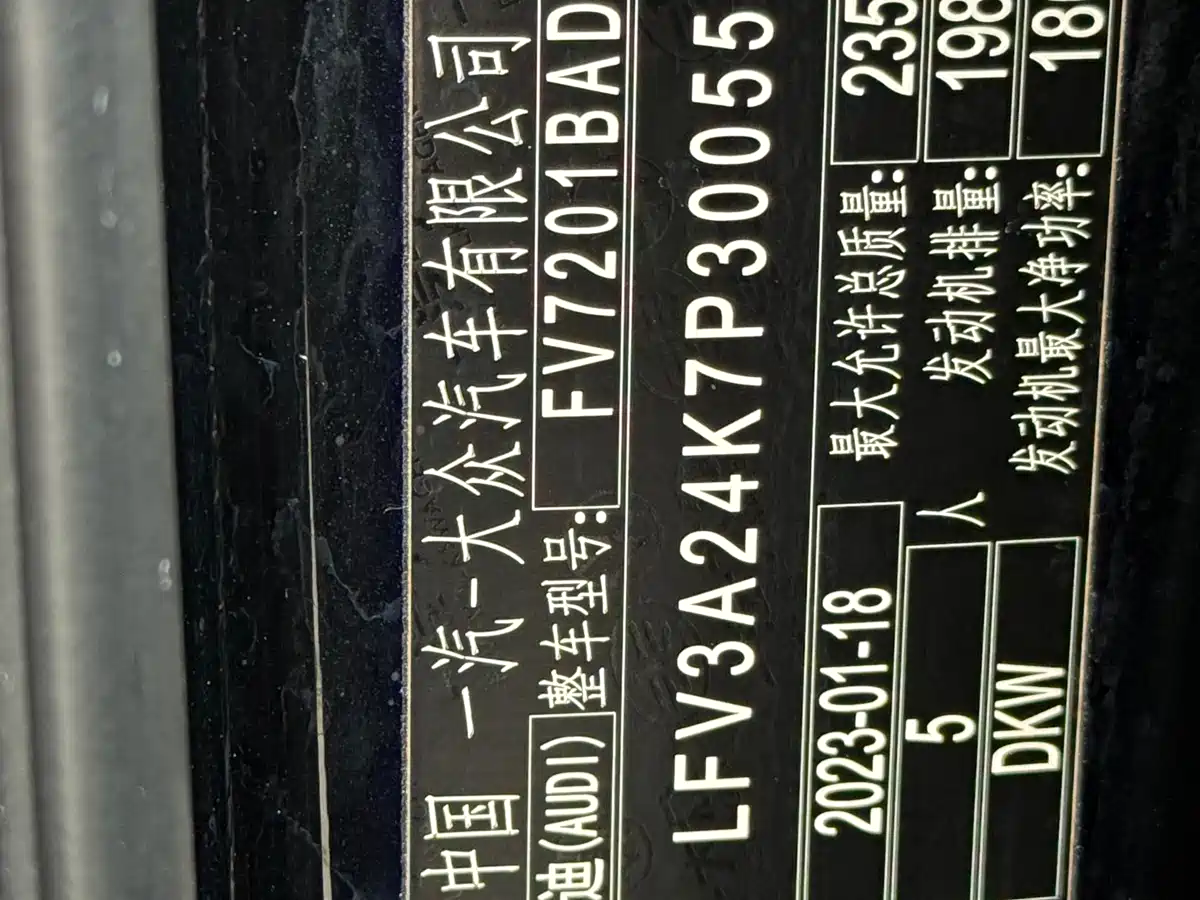 中国 一汽-大众汽车有限公司
迪(AUDI) 整车型号: FV7201BAD
LFV3A24K7P30055
2023-01-18 最大允许总质量: 235
5 人 发动机排量: 198
DKW 发动机最大净功率: 18